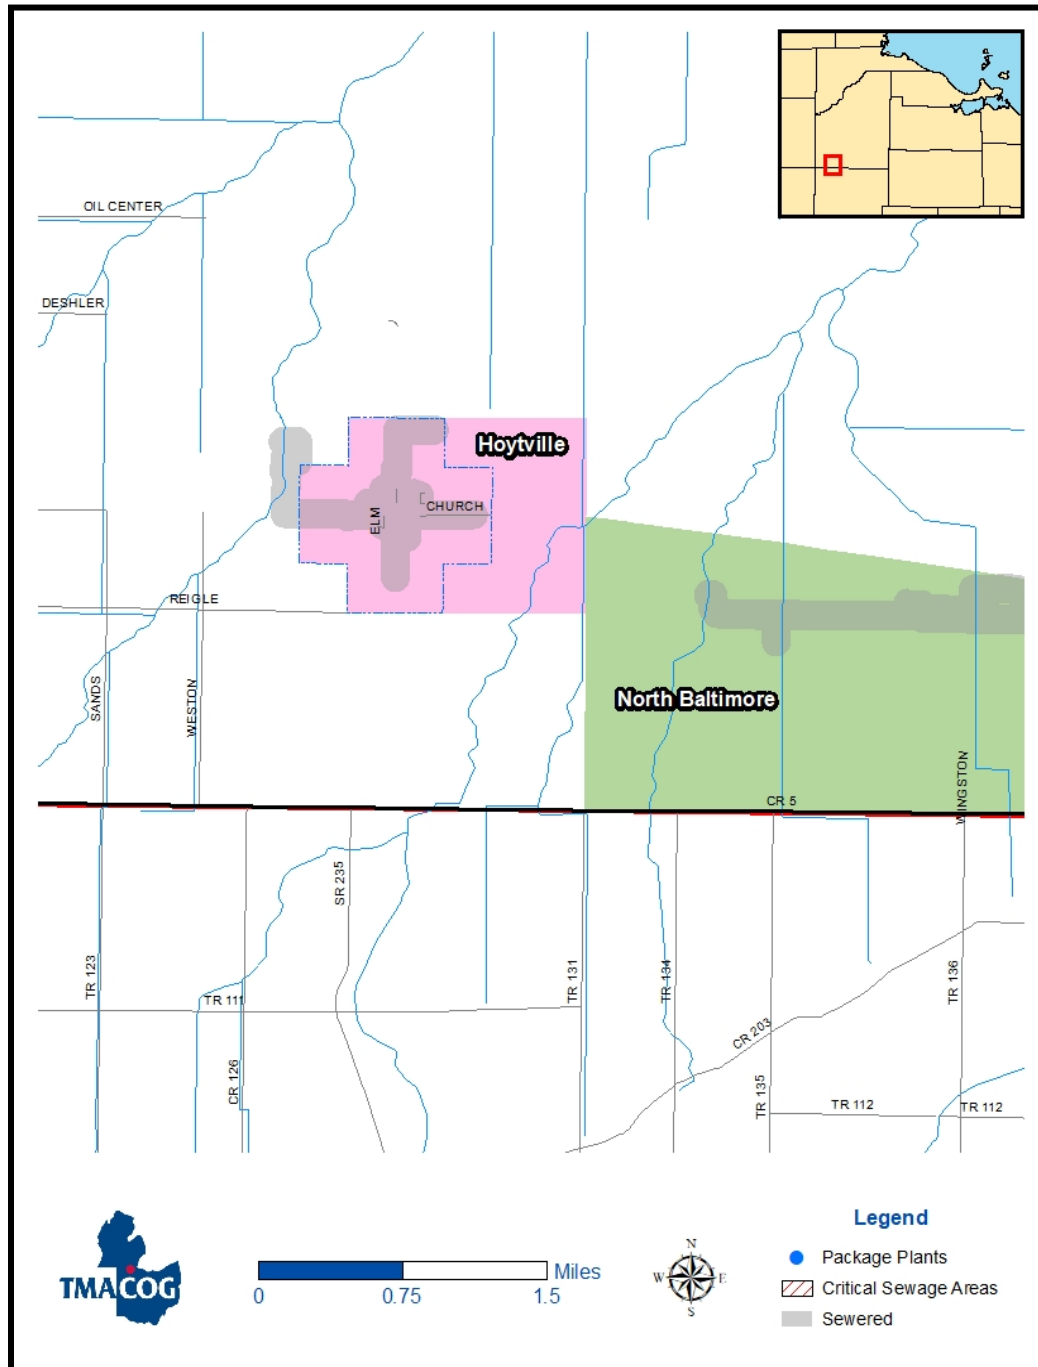 OIL CENTER
DESHLER
Hoytville
CHURCH
ELM
REIGLE
SANDS
WESTON
North Baltimore
WINGSTON
CR 5
SR 235
TR 123
TR 111
CR 126
TR 131
TR 134
TR 136
CR 203
TR 135
TR 112
TR 112
Legend
Package Plants
Critical Sewage Areas
Sewered
TMACOG
Miles
0 0.75 1.5
N
W E
S